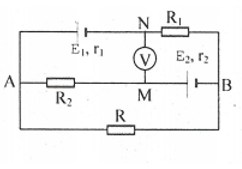 N R₁
E₁, r₁ V E₂, r₂
A B
R₂ M
R